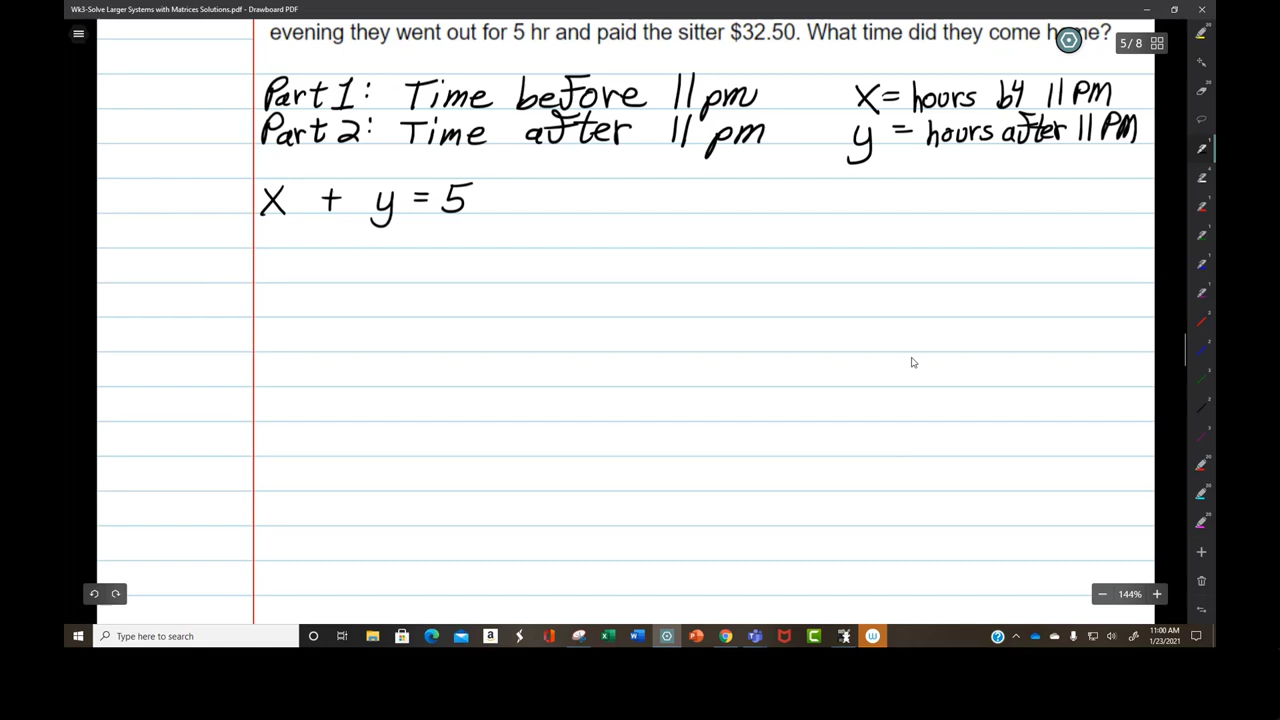 Wk3-Solve Larger Systems with Matrices Solutions.pdf - Drawboard PDF
evening they went out for 5 hr and paid the sitter $32.50. What time did they come home?
5/8
Part 1: Time before 11 pm
x = hours by 11 PM
Part 2: Time after 11 pm
y = hours after 11 PM
x + y = 5
144%
Type here to search
11:00 AM
1/23/2021